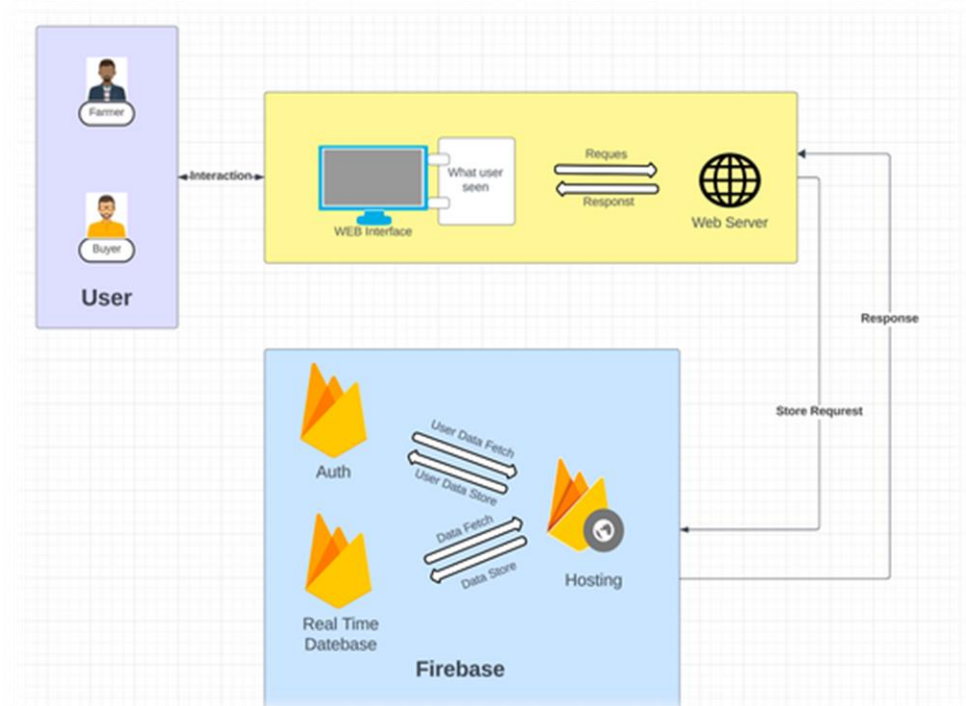 Farmer
Buyer
User
Interaction
WEB Interface
What user
seen
Reques
Responst
Web Server
Response
Store Requrest
Auth
User Data Fetch
User Data Store
Data Fetch
Data Store
Hosting
Real Time
Datebase
Firebase